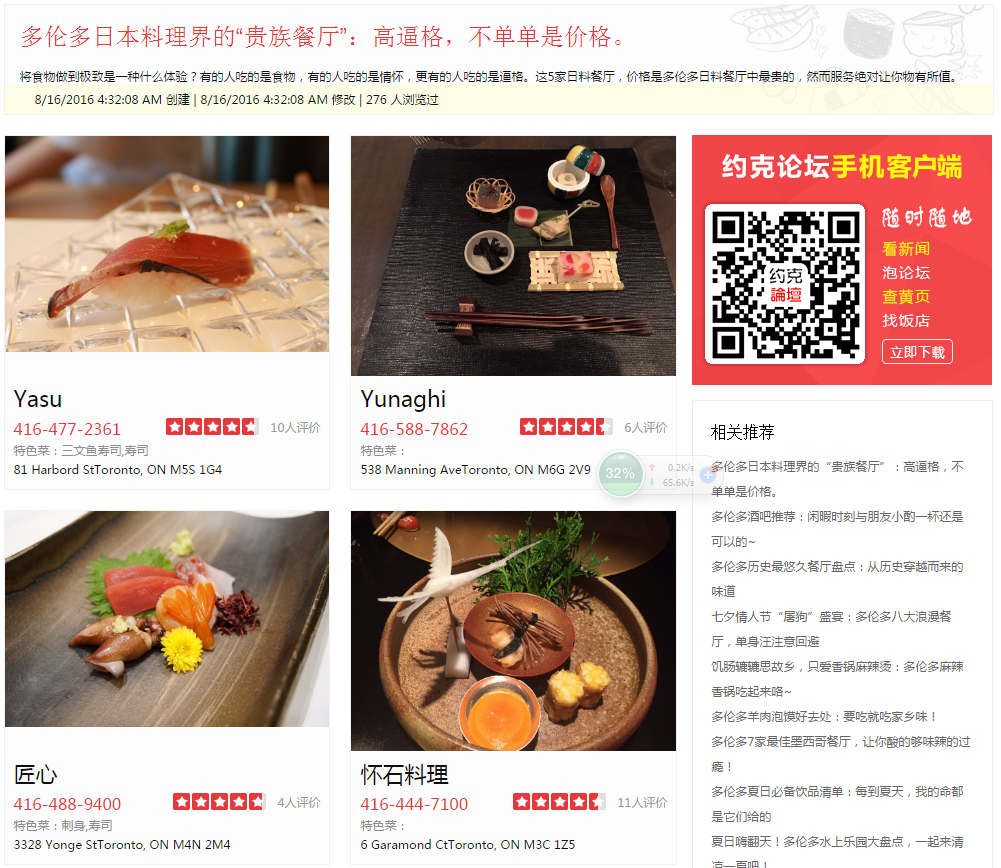 多伦多日本料理界的“贵族餐厅”：高逼格，不单单是价格。
将食物做到极致是一种什么体验？有的人吃的是食物，有的人吃的是情怀，更有的人吃的是逼格。这5家日料餐厅，价格是多伦多日料餐厅中最贵的，然而服务绝对让你物有所值。
8/16/2016 4:32:08 AM 创建 | 8/16/2016 4:32:08 AM 修改 | 276 人浏览过
Yasu
416-477-2361 10人评价
特色菜：三文鱼寿司,寿司
81 Harbord StToronto, ON M5S 1G4
Yunaghi
416-588-7862 6人评价
特色菜：
538 Manning AveToronto, ON M6G 2V9
匠心
416-488-9400 4人评价
特色菜：刺身,寿司
3328 Yonge StToronto, ON M4N 2M4
怀石料理
416-444-7100 11人评价
特色菜：
6 Garamond CtToronto, ON M3C 1Z5
约克论坛手机客户端
约克
論壇
随时随地
看新闻
泡论坛
查黄页
找饭店
立即下载
32%
0.2K/s
65.6K/s
相关推荐
多伦多日本料理界的“贵族餐厅”：高逼格，不
单单是价格。
多伦多酒吧推荐：闲暇时刻与朋友小酌一杯还是
可以的~
多伦多历史最悠久餐厅盘点：从历史穿越而来的
味道
七夕情人节“屠狗”盛宴：多伦多八大浪漫餐
厅，单身汪注意回避
饥肠辘辘思故乡，只爱香锅麻辣烫：多伦多麻辣
香锅吃起来咯~
多伦多羊肉泡馍好去处：要吃就吃家乡味！
多伦多7家最佳墨西哥餐厅，让你酸的够味辣的过
瘾！
多伦多夏日必备饮品清单：每到夏天，我的命都
是它们给的
夏日嗨翻天！多伦多水上乐园大盘点，一起来清
凉一夏吧！